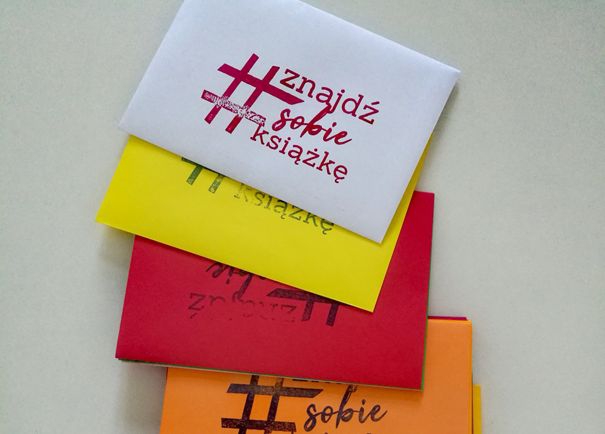 #znajdź
sobie
książkę
#
książkę
znajdź
#
#
sobie